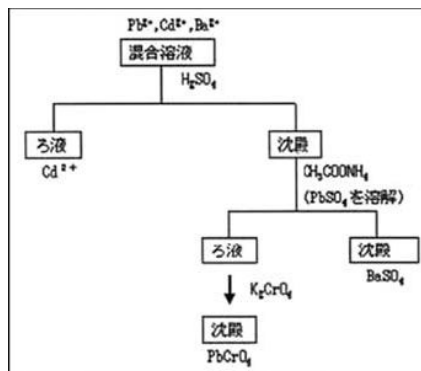 Pb²⁺,Cd²⁺,Ba²⁺
混合溶液
H₂SO₄
ろ液
沈殿
Cd²⁺
CH₃COONH₄
(PbSO₄を溶解)
ろ液
沈殿
K₂CrO₄
BaSO₄
沈殿
PbCrO₄